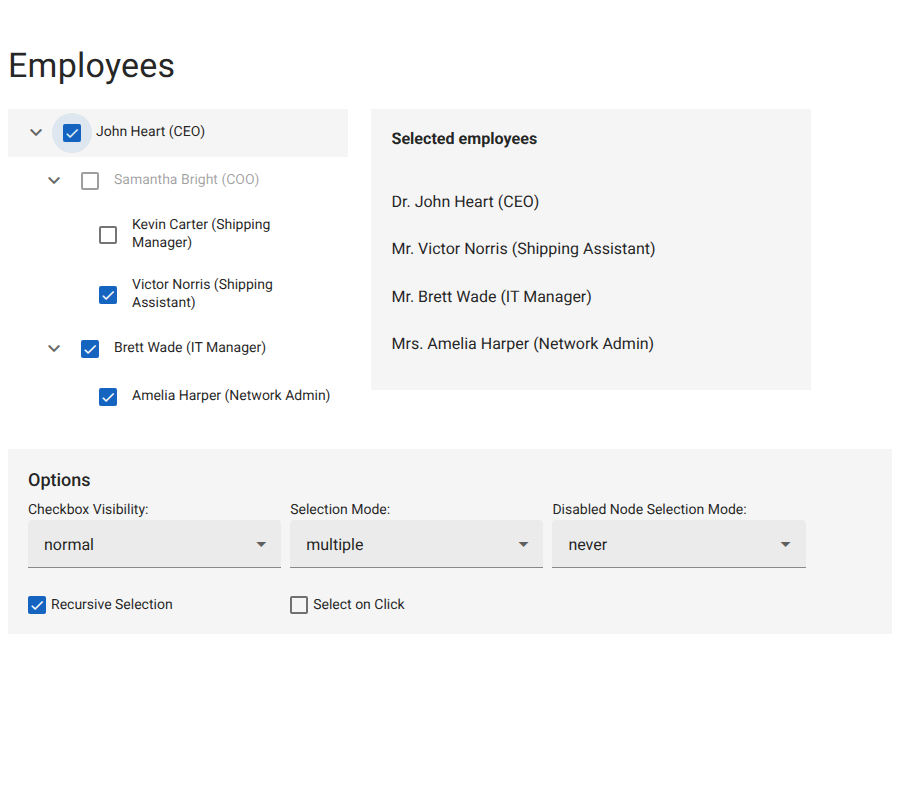 Employees
John Heart (CEO)
Samantha Bright (COO)
Kevin Carter (Shipping
Manager)
Victor Norris (Shipping
Assistant)
Brett Wade (IT Manager)
Amelia Harper (Network Admin)
Selected employees
Dr. John Heart (CEO)
Mr. Victor Norris (Shipping Assistant)
Mr. Brett Wade (IT Manager)
Mrs. Amelia Harper (Network Admin)
Options
Checkbox Visibility:
normal
Selection Mode:
multiple
Disabled Node Selection Mode:
never
Recursive Selection
Select on Click